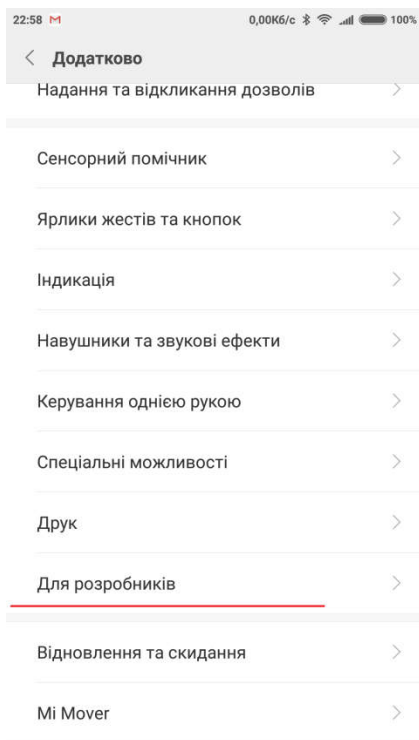 22:58 M 0,00Кб/с 100%
Додатково
Надання та відкликання дозволів
Сенсорний помічник
Ярлики жестів та кнопок
Індикація
Навушники та звукові ефекти
Керування однією рукою
Спеціальні можливості
Друк
Для розробників
Відновлення та скидання
Mi Mover